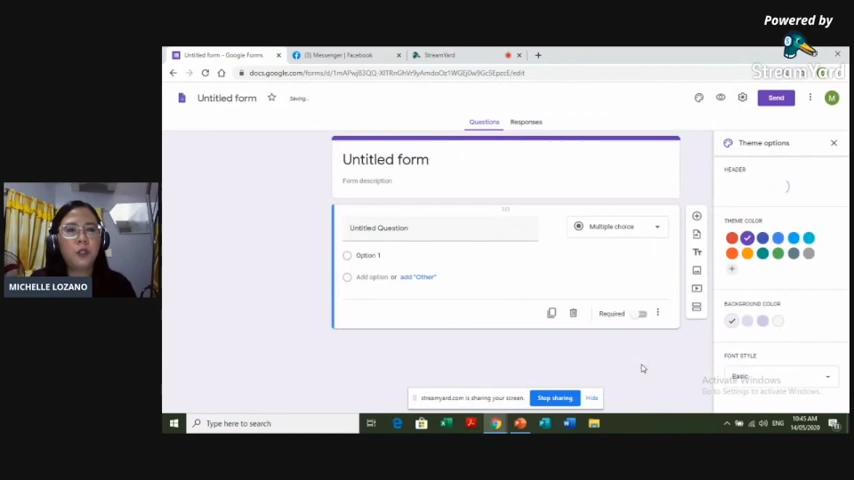 Powered by
StreamYard
Untitled form - Google Forms
Messenger | Facebook
StreamYard
Untitled form
Saving...
Send
M
Questions
Responses
Theme options
Untitled form
Form description
HEADER
Untitled Question
Multiple choice
THEME COLOR
Option 1
Add option or add "Other"
MICHELLE LOZANO
BACKGROUND COLOR
Required
FONT STYLE
Basic
Activate Windows
Go to Settings to activate Windows.
streamyard.com is sharing your screen.
Stop sharing
Hide
Type here to search
ENG
10:45 AM
14/05/2020